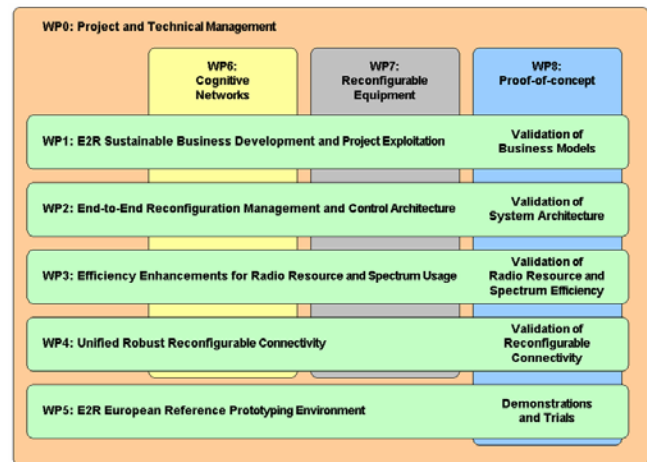 WP0: Project and Technical Management
WP6:
Cognitive
Networks
WP7:
Reconfigurable
Equipment
WP8:
Proof-of-concept
WP1: E2R Sustainable Business Development and Project Exploitation
Validation of
Business Models
WP2: End-to-End Reconfiguration Management and Control Architecture
Validation of
System Architecture
WP3: Efficiency Enhancements for Radio Resource and Spectrum Usage
Validation of
Radio Resource and
Spectrum Efficiency
WP4: Unified Robust Reconfigurable Connectivity
Validation of
Reconfigurable
Connectivity
WP5: E2R European Reference Prototyping Environment
Demonstrations
and Trials